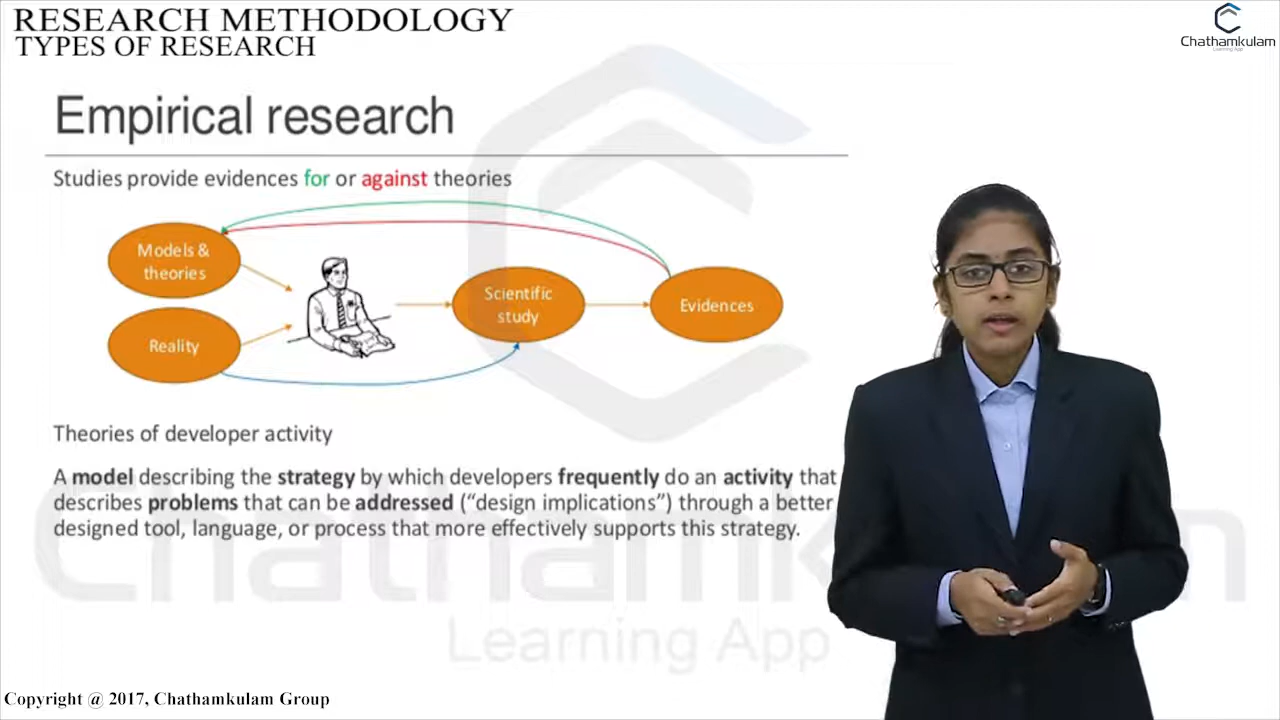 RESEARCH METHODOLOGY
TYPES OF RESEARCH
Chathamkulam
Learning App
Empirical research
Studies provide evidences for or against theories
Models &
theories
Reality
Scientific
study
Evidences
Theories of developer activity
A model describing the strategy by which developers frequently do an activity that
describes problems that can be addressed (“design implications”) through a better
designed tool, language, or process that more effectively supports this strategy.
Chathamkulam
Learning App
Copyright @ 2017, Chathamkulam Group